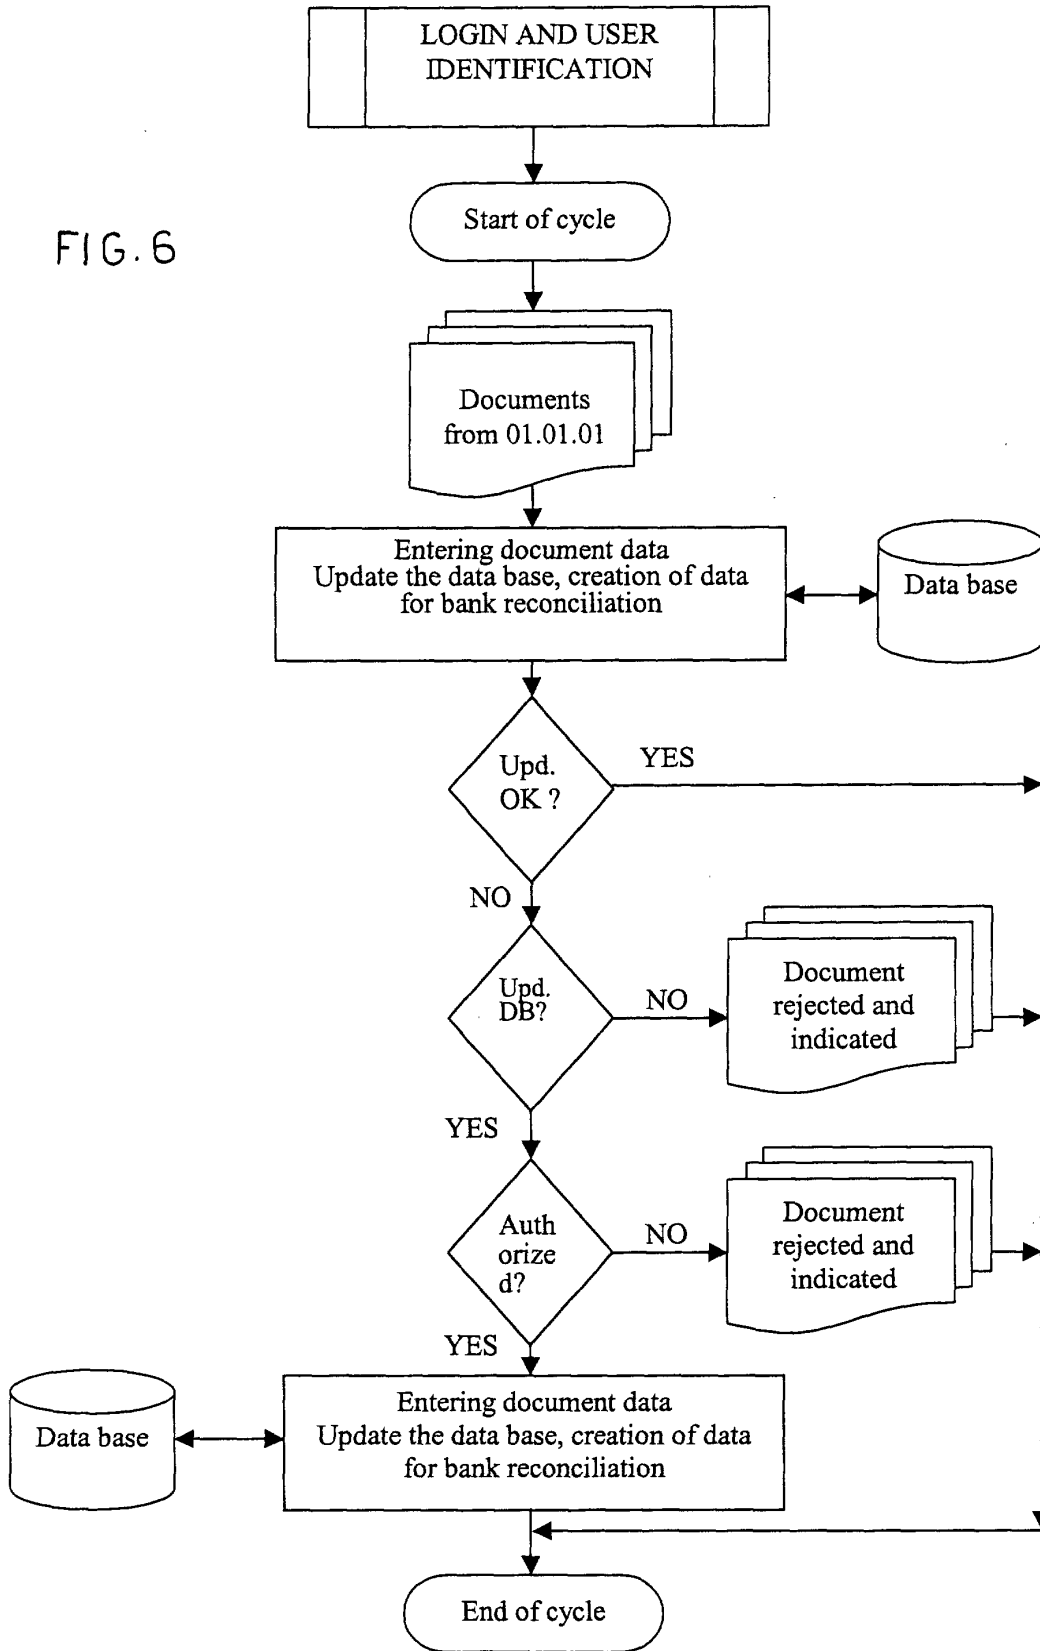 LOGIN AND USER
IDENTIFICATION
Start of cycle
FIG. 6
Documents
from 01.01.01
Entering document data
Update the data base, creation of data
for bank reconciliation
Data base
Upd.
OK ?
YES
NO
Upd.
DB?
NO
Document
rejected and
indicated
YES
Auth
orize
d?
NO
Document
rejected and
indicated
YES
Data base
Entering document data
Update the data base, creation of data
for bank reconciliation
End of cycle